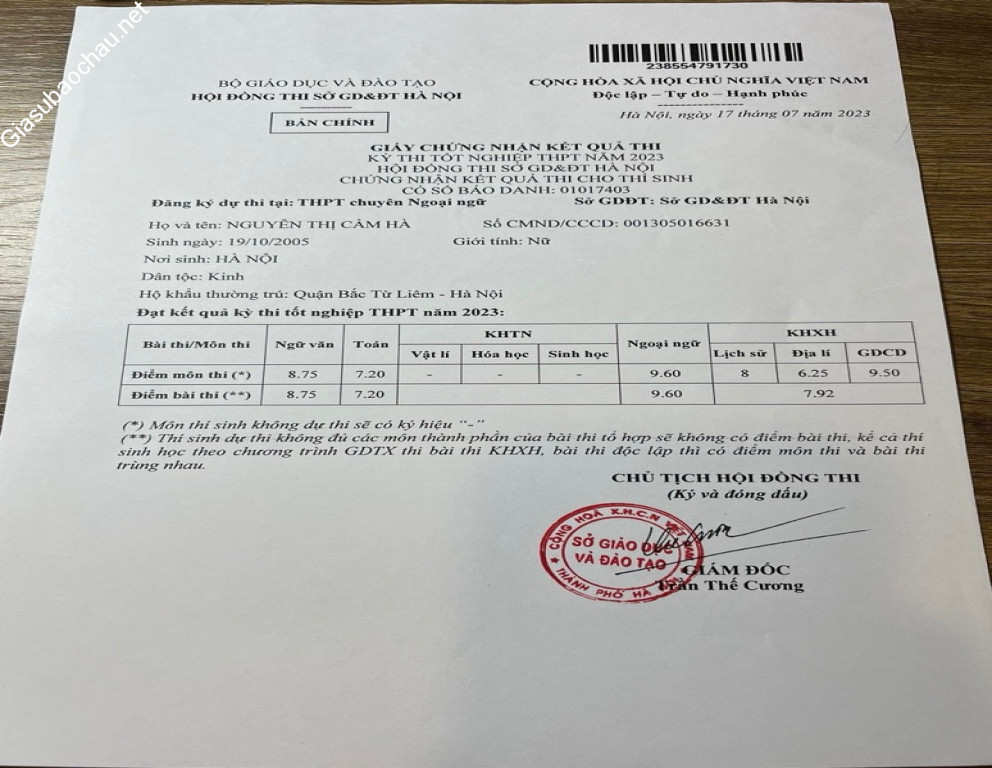 Giasubaochau.net
238554791730
BỘ GIÁO DỤC VÀ ĐÀO TẠO
HỘI ĐỒNG THI SỞ GD&ĐT HÀ NỘI
BẢN CHÍNH
CỘNG HÒA XÃ HỘI CHỦ NGHĨA VIỆT NAM
Độc lập – Tự do – Hạnh phúc
Hà Nội, ngày 17 tháng 07 năm 2023
GIẤY CHỨNG NHẬN KẾT QUẢ THI
KỲ THI TỐT NGHIỆP THPT NĂM 2023
HỘI ĐỒNG THI SỞ GD&ĐT HÀ NỘI
CHỨNG NHẬN KẾT QUẢ THI CHO THÍ SINH
CÓ SỐ BÁO DANH: 01017403
Đăng ký dự thi tại: THPT chuyên Ngoại ngữ Sở GDĐT: Sở GD&ĐT Hà Nội
Họ và tên: NGUYỄN THỊ CẨM HÀ Số CMND/CCCD: 001305016631
Sinh ngày: 19/10/2005 Giới tính: Nữ
Nơi sinh: HÀ NỘI
Dân tộc: Kinh
Hộ khẩu thường trú: Quận Bắc Từ Liêm - Hà Nội
Đạt kết quả kỳ thi tốt nghiệp THPT năm 2023:
Bài thi/Môn thi Ngữ văn Toán KHTN Ngoại ngữ KHXH
Vật lí Hóa học Sinh học Lịch sử Địa lí GDCD
Điểm môn thi (*) 8.75 7.20 - - - 9.60 8 6.25 9.50
Điểm bài thi (**) 8.75 7.20 9.60 7.92
(*) Môn thí sinh không dự thi sẽ có ký hiệu “-”
(**) Thí sinh dự thi không đủ các môn thành phần của bài thi tổ hợp sẽ không có điểm bài thi, kể cả thí
sinh học theo chương trình GDTX thi bài thi KHXH, bài thi độc lập thì có điểm môn thi và bài thi
trùng nhau.
CHỦ TỊCH HỘI ĐỒNG THI
(Ký và đóng dấu)
CỘNG HOÀ X.H.C.N VIỆT NAM
SỞ GIÁO DỤC
VÀ ĐÀO TẠO
THÀNH PHỐ HÀ
GIÁM ĐỐC
Trần Thế Cương